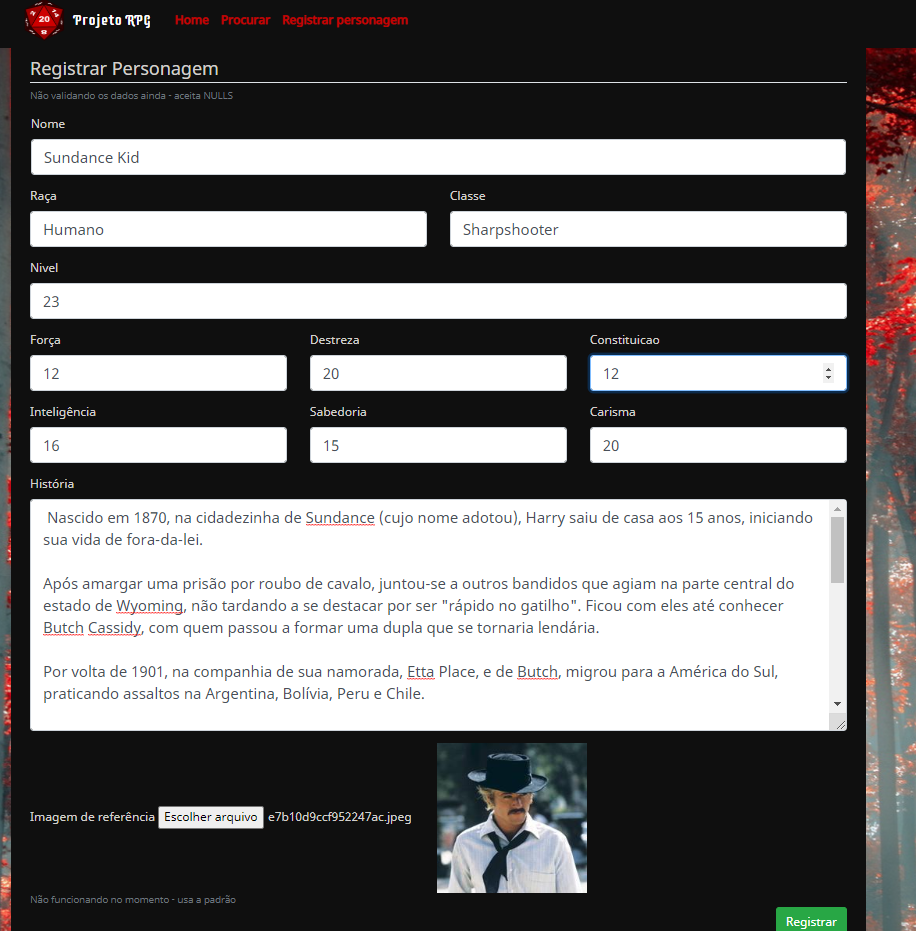 20
8
Projeto RPG
Home Procurar Registrar personagem
Registrar Personagem
Não validando os dados ainda - aceita NULLS
Nome
Sundance Kid
Raça Classe
Humano Sharpshooter
Nivel
23
Força Destreza Constituicao
12 20 12
Inteligência Sabedoria Carisma
16 15 20
História
Nascido em 1870, na cidadezinha de Sundance (cujo nome adotou), Harry saiu de casa aos 15 anos, iniciando
sua vida de fora-da-lei.
Após amargar uma prisão por roubo de cavalo, juntou-se a outros bandidos que agiam na parte central do
estado de Wyoming, não tardando a se destacar por ser "rápido no gatilho". Ficou com eles até conhecer
Butch Cassidy, com quem passou a formar uma dupla que se tornaria lendária.
Por volta de 1901, na companhia de sua namorada, Etta Place, e de Butch, migrou para a América do Sul,
praticando assaltos na Argentina, Bolívia, Peru e Chile.
Imagem de referência Escolher arquivo e7b10d9ccf952247ac.jpeg
Não funcionando no momento - usa a padrão
Registrar